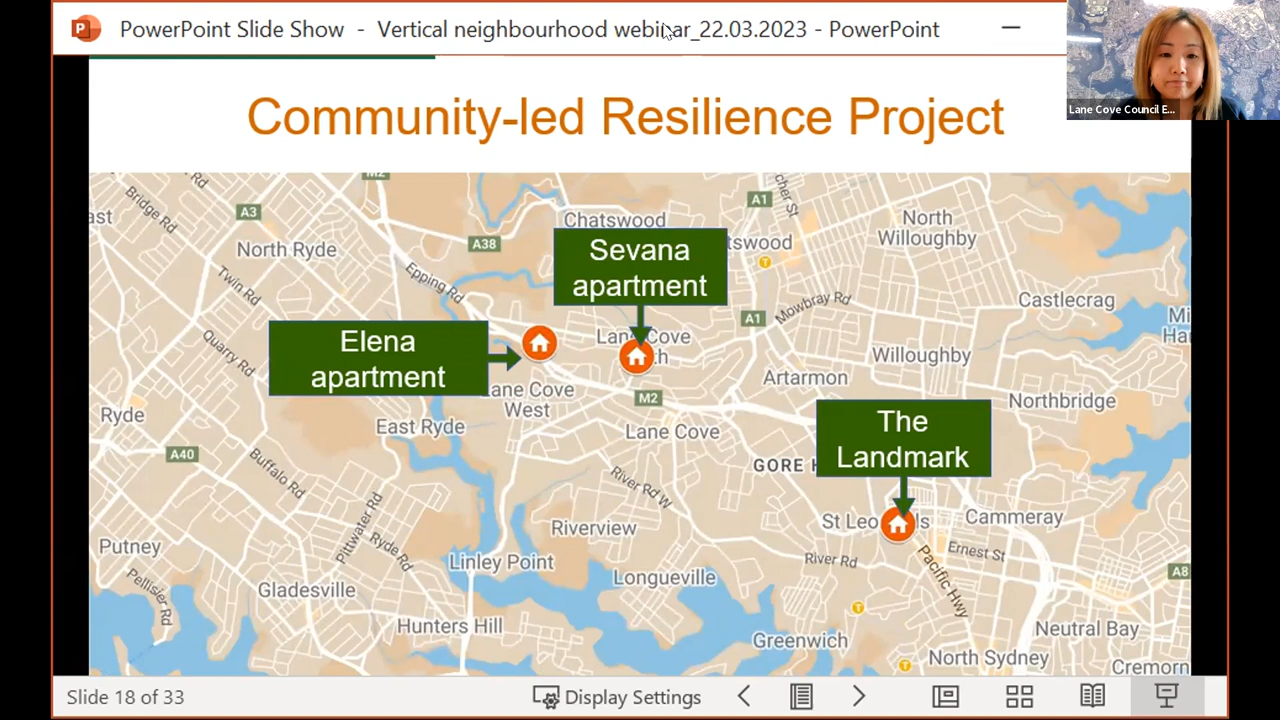 PowerPoint Slide Show - Vertical neighbourhood webinar_22.03.2023 - PowerPoint
Lane Cove Council E...
Community-led Resilience Project
M2
A1
A3
Chatswood
North
Willoughby
Bridge Rd
North Ryde
A38
Sevana
apartment
Epping Rd
Twin Rd
Castlecrag
Mowbray Rd
A1
Elena
apartment
Quarry Rd
Willoughby
Artarmon
Lane Cove
West
M2
Northbridge
Ryde
East Ryde
Lane Cove
The
Landmark
A40
Buffalo Rd
River Rd W
Pittwater Rd
Riverview
Cammeray
Putney
Ryde Rd
Linley Point
River Rd
Ernest St
Pacific Hwy
Longueville
A8
Pellisier Rd
Gladesville
Hunters Hill
Greenwich
Neutral Bay
North Sydney
Slide 18 of 33
Display Settings